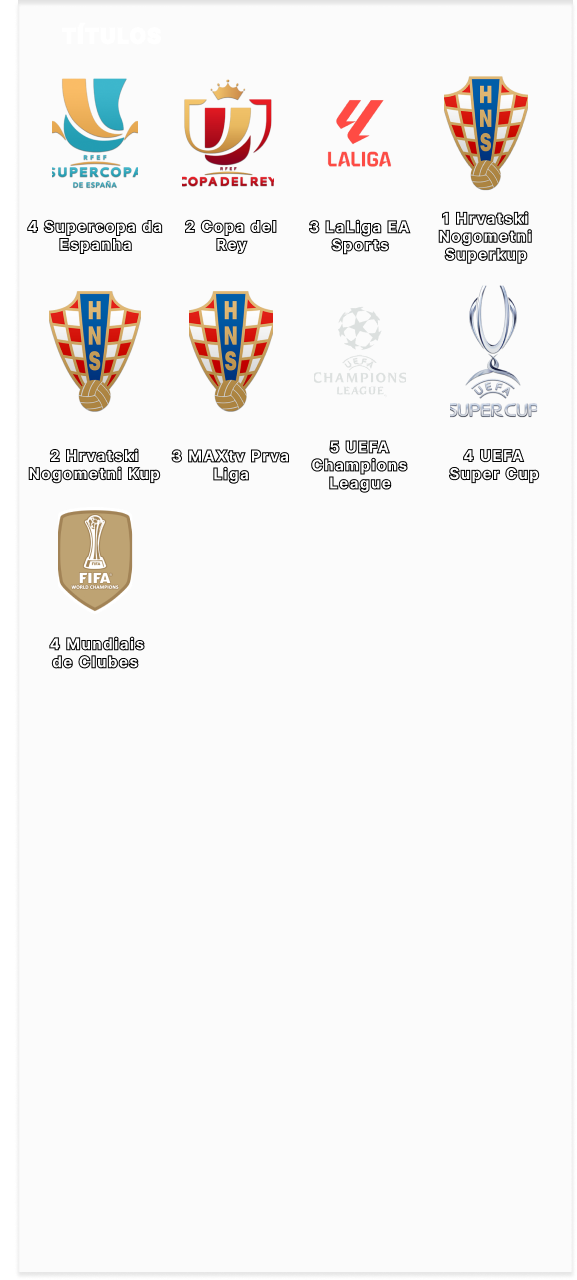 TÍTULOS
RFEF
SUPERCOPA
DE ESPAÑA
RFEF
COPA DEL REY
LALIGA
HNS
4 Supercopa da
Espanha
2 Copa del
Rey
3 LaLiga EA
Sports
1 Hrvatski
Nogometni
Superkup
HNS
HNS
UEFA
CHAMPIONS
LEAGUE
UEFA
SUPER CUP
2 Hrvatski
Nogometni Kup
3 MAXtv Prva
Liga
5 UEFA
Champions
League
4 UEFA
Super Cup
FIFA
FIFA
WORLD CHAMPIONS
4 Mundiais
de Clubes